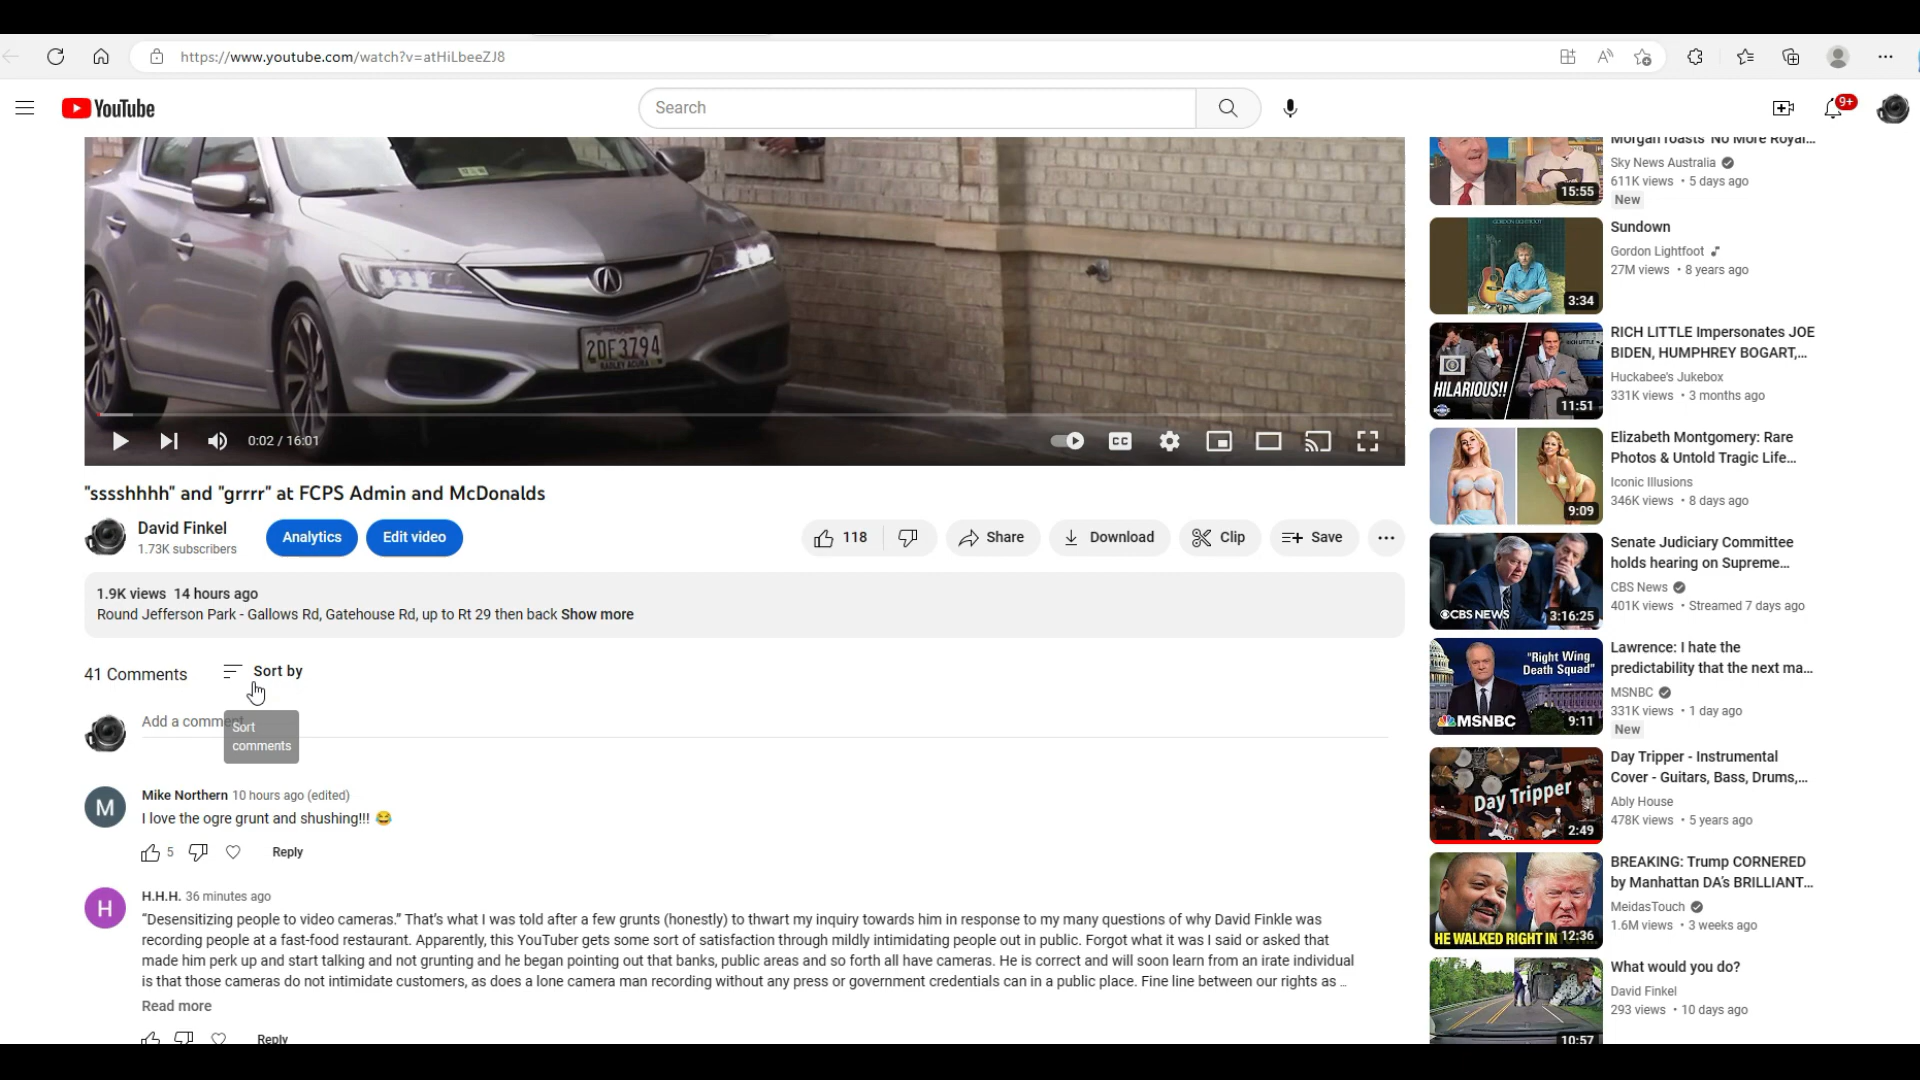 https://www.youtube.com/watch?v=atHiLbeeZJ8
YouTube
Search
9+
2DF3794
RADLEY ACURA
0:02 / 16:01
CC
"sssshhhh" and "grrrr" at FCPS Admin and McDonalds
David Finkel
1.73K subscribers
Analytics
Edit video
118
Share
Download
Clip
Save
1.9K views 14 hours ago
Round Jefferson Park - Gallows Rd, Gatehouse Rd, up to Rt 29 then back Show more
41 Comments
Sort by
Add a comment
Sort
comments
M
Mike Northern 10 hours ago (edited)
I love the ogre grunt and shushing!!! 😂
5
Reply
H
H.H.H. 36 minutes ago
“Desensitizing people to video cameras.” That’s what I was told after a few grunts (honestly) to thwart my inquiry towards him in response to my many questions of why David Finkle was
recording people at a fast-food restaurant. Apparently, this YouTuber gets some sort of satisfaction through mildly intimidating people out in public. Forgot what it was I said or asked that
made him perk up and start talking and not grunting and he began pointing out that banks, public areas and so forth all have cameras. He is correct and will soon learn from an irate individual
is that those cameras do not intimidate customers, as does a lone camera man recording without any press or government credentials can in a public place. Fine line between our rights as ...
Read more
Reply
Morgan roasts 'No More Royal...
Sky News Australia
611K views • 5 days ago
New
15:55
Sundown
Gordon Lightfoot
27M views • 8 years ago
GORDON LIGHTFOOT
3:34
RICH LITTLE Impersonates JOE
BIDEN, HUMPHREY BOGART,...
Huckabee's Jukebox
331K views • 3 months ago
RICH LITTLE
HILARIOUS!!
11:51
Elizabeth Montgomery: Rare
Photos & Untold Tragic Life...
Iconic Illusions
346K views • 8 days ago
9:09
Senate Judiciary Committee
holds hearing on Supreme...
CBS News
401K views • Streamed 7 days ago
CBS NEWS
3:16:25
Lawrence: I hate the
predictability that the next ma...
MSNBC
331K views • 1 day ago
New
"Right Wing
Death Squad"
MSNBC
9:11
Day Tripper - Instrumental
Cover - Guitars, Bass, Drums,...
Ably House
478K views • 5 years ago
Day Tripper
2:49
BREAKING: Trump CORNERED
by Manhattan DA's BRILLIANT...
MeidasTouch
1.6M views • 3 weeks ago
HE WALKED RIGHT IN
12:36
What would you do?
David Finkel
293 views • 10 days ago
10:57